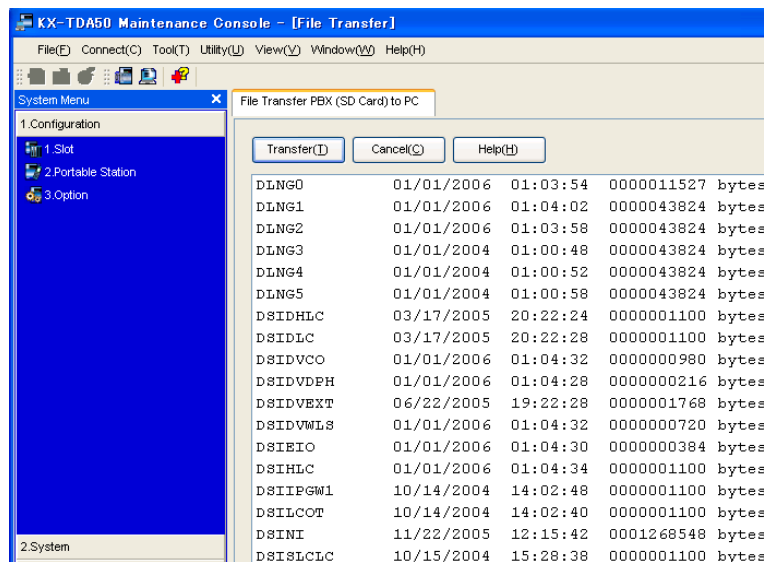 KX-TDA50 Maintenance Console - [File Transfer]
File(F) Connect(C) Tool(T) Utility(U) View(V) Window(W) Help(H)
System Menu X
File Transfer PBX (SD Card) to PC
1.Configuration
1.Slot
2.Portable Station
3.Option
2.System
Transfer(T) Cancel(C) Help(H)
DLNG0 01/01/2006 01:03:54 0000011527 bytes
DLNG1 01/01/2006 01:04:02 0000043824 bytes
DLNG2 01/01/2006 01:03:58 0000043824 bytes
DLNG3 01/01/2004 01:00:48 0000043824 bytes
DLNG4 01/01/2004 01:00:52 0000043824 bytes
DLNG5 01/01/2004 01:00:58 0000043824 bytes
DSIDHLC 03/17/2005 20:22:24 0000001100 bytes
DSIDLC 03/17/2005 20:22:28 0000001100 bytes
DSIDVCO 01/01/2006 01:04:32 0000000980 bytes
DSIDVDPH 01/01/2006 01:04:28 0000000216 bytes
DSIDVEXT 06/22/2005 19:22:28 0000001768 bytes
DSIDVWLS 01/01/2006 01:04:32 0000000720 bytes
DSIEIO 01/01/2006 01:04:30 0000000384 bytes
DSIHLC 01/01/2006 01:04:34 0000001100 bytes
DSIIPGW1 10/14/2004 14:02:48 0000001100 bytes
DSILCOT 10/14/2004 14:02:40 0000001100 bytes
DSINI 11/22/2005 12:15:42 0001268548 bytes
DSISLCLC 10/15/2004 15:28:38 0000001100 bytes